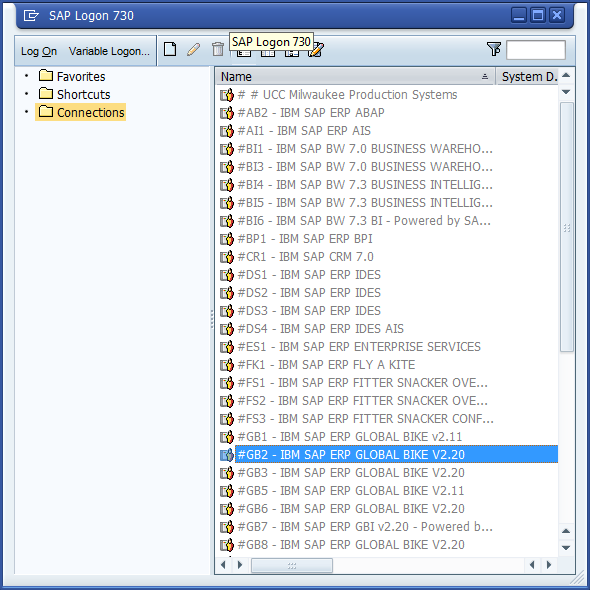 SAP Logon 730
Log On Variable Logon...
SAP Logon 730
Favorites
Shortcuts
Connections
Name System D.
# # UCC Milwaukee Production Systems
#AB2 - IBM SAP ERP ABAP
#AI1 - IBM SAP ERP AIS
#BI1 - IBM SAP BW 7.0 BUSINESS WAREHO...
#BI3 - IBM SAP BW 7.0 BUSINESS WAREHO...
#BI4 - IBM SAP BW 7.3 BUSINESS INTELLIG...
#BI5 - IBM SAP BW 7.3 BUSINESS INTELLIG...
#BI6 - IBM SAP BW 7.3 BI - Powered by SA...
#BP1 - IBM SAP ERP BPI
#CR1 - IBM SAP CRM 7.0
#DS1 - IBM SAP ERP IDES
#DS2 - IBM SAP ERP IDES
#DS3 - IBM SAP ERP IDES
#DS4 - IBM SAP ERP IDES AIS
#ES1 - IBM SAP ERP ENTERPRISE SERVICES
#FK1 - IBM SAP ERP FLY A KITE
#FS1 - IBM SAP ERP FITTER SNACKER OVE...
#FS2 - IBM SAP ERP FITTER SNACKER OVE...
#FS3 - IBM SAP ERP FITTER SNACKER CONF...
#GB1 - IBM SAP ERP GLOBAL BIKE v2.11
#GB2 - IBM SAP ERP GLOBAL BIKE V2.20
#GB3 - IBM SAP ERP GLOBAL BIKE V2.20
#GB5 - IBM SAP ERP GLOBAL BIKE V2.11
#GB6 - IBM SAP ERP GLOBAL BIKE V2.20
#GB7 - IBM SAP ERP GBI v2.20 - Powered b...
#GB8 - IBM SAP ERP GLOBAL BIKE V2.20